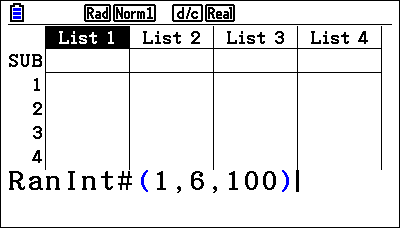 Rad Norm1 d/c Real
List 1 List 2 List 3 List 4
SUB
1
2
3
4
RanInt#(1,6,100)